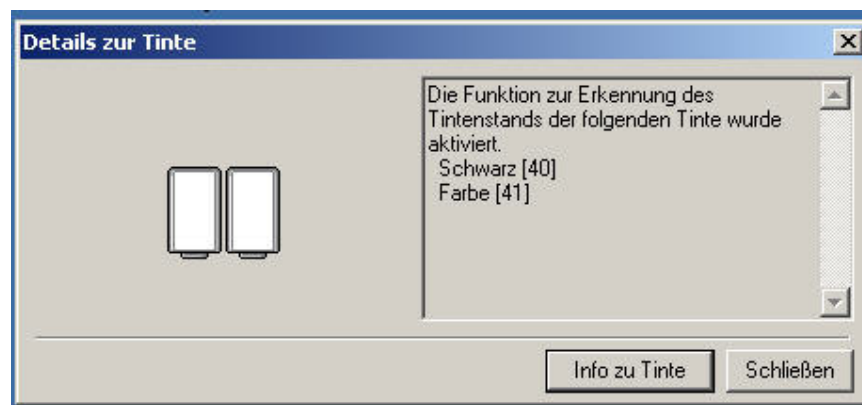 Details zur Tinte
Die Funktion zur Erkennung des
Tintenstands der folgenden Tinte wurde
aktiviert.
Schwarz [40]
Farbe [41]
Info zu Tinte
Schließen